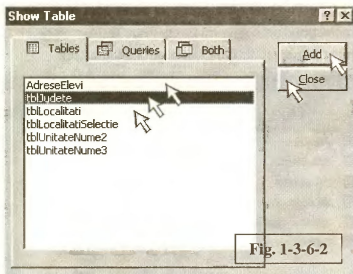 Show Table
Tables Queries Both
Add
Close
AdreseElevi
tblJudete
tblLocalitati
tblLocalitatiSelectie
tblUnitateNume2
tblUnitateNume3
Fig. 1-3-6-2